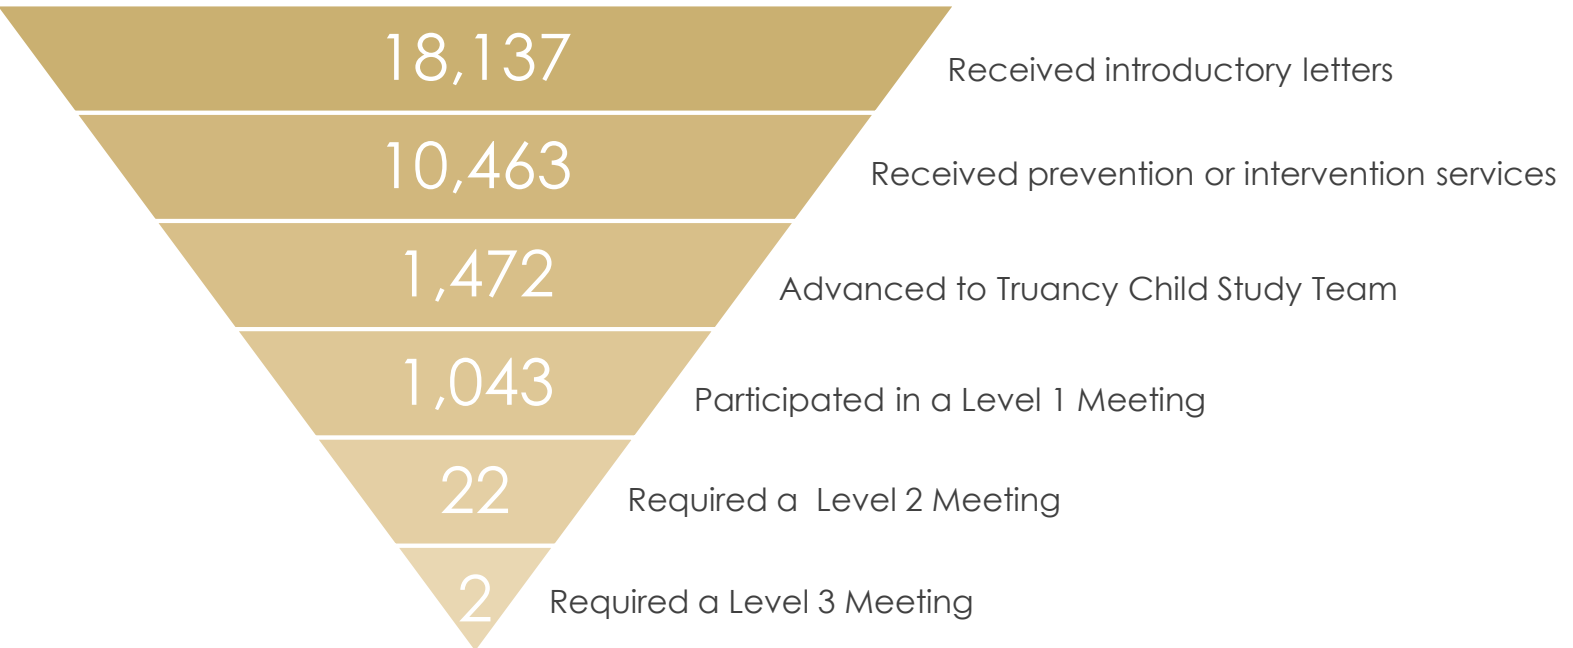 18,137
Received introductory letters
10,463
Received prevention or intervention services
1,472
Advanced to Truancy Child Study Team
1,043
Participated in a Level 1 Meeting
22
Required a  Level 2 Meeting
2
Required a Level 3 Meeting